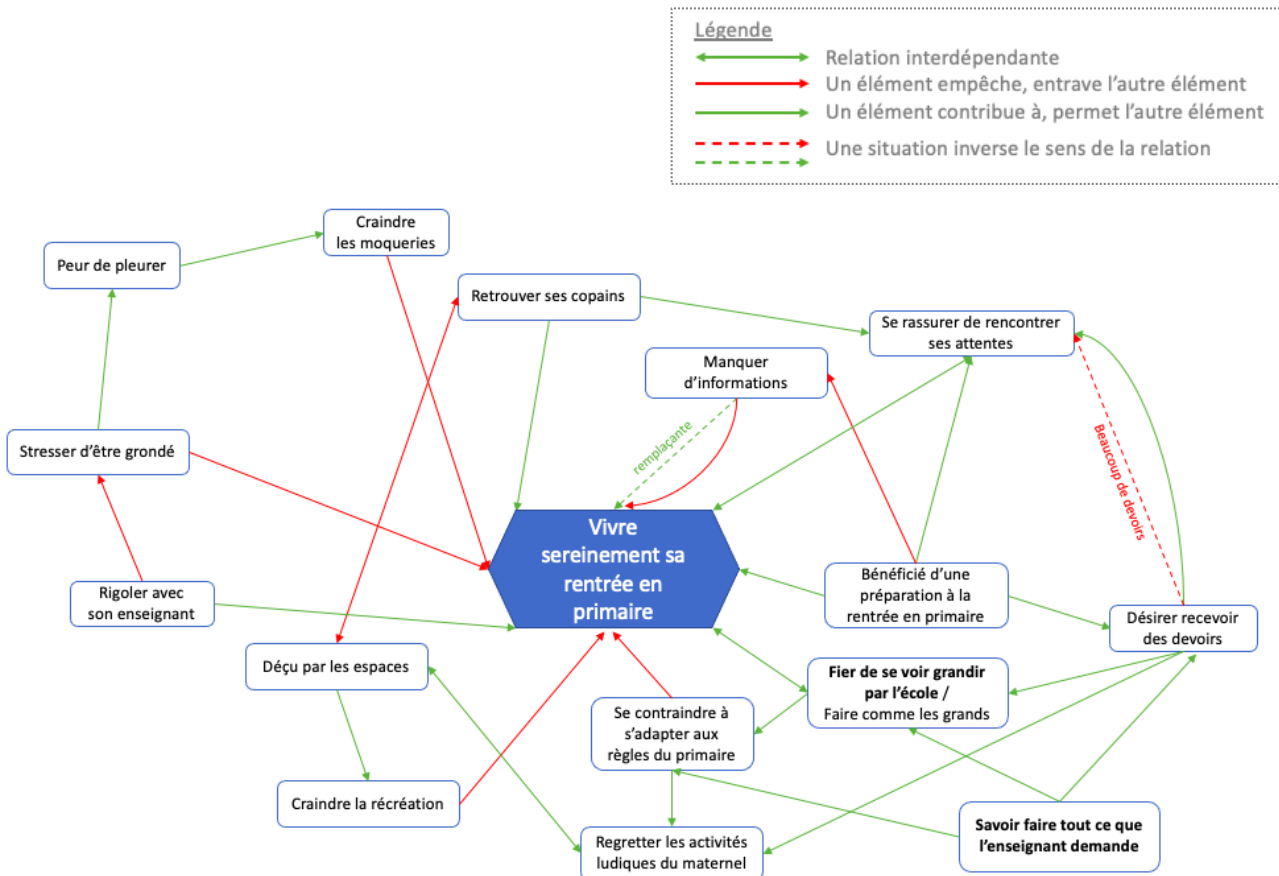 Légende
Relation interdépendante
Un élément empêche, entrave l'autre élément
Un élément contribue à, permet l'autre élément
Une situation inverse le sens de la relation
Craindre
les moqueries
Peur de pleurer
Retrouver ses copains
Se rassurer de rencontrer
ses attentes
Manquer
d'informations
remplaçante
Beaucoup de devoirs
Stresser d'être grondé
Vivre
sereinement sa
rentrée en
primaire
Rigoler avec
son enseignant
Bénéficié d'une
préparation à la
rentrée en primaire
Désirer recevoir
des devoirs
Déçu par les espaces
Fier de se voir grandir
par l'école /
Faire comme les grands
Se contraindre à
s'adapter aux
règles du primaire
Craindre la récréation
Savoir faire tout ce que
l'enseignant demande
Regretter les activités
ludiques du maternel